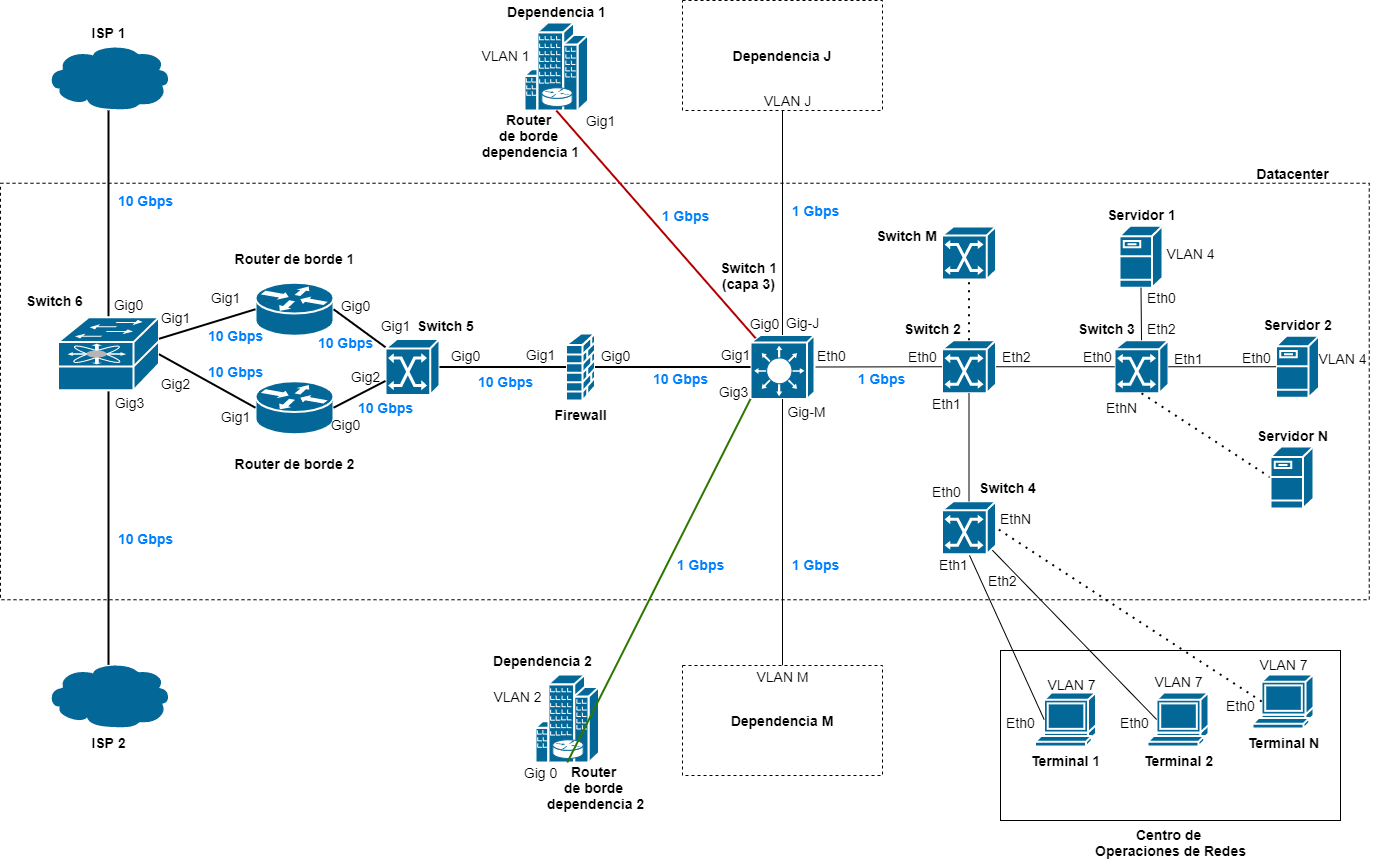 Dependencia 1
ISP 1
VLAN 1
Dependencia J
VLAN J
Router
de borde
dependencia 1
Gig1
Datacenter
10 Gbps
1 Gbps
1 Gbps
Servidor 1
Switch M
VLAN 4
Router de borde 1
Switch 1
(capa 3)
Switch 6
Gig0
Gig1
Gig1
Gig0
Eth0
10 Gbps
10 Gbps
Gig1
Switch 5
Gig0
Gig-J
Switch 2
Switch 3
Eth2
Servidor 2
Gig0
Gig1
Gig0
Gig1
Eth0
Eth0
Eth2
Eth0
Eth1
Eth0
VLAN 4
10 Gbps
Gig2
Gig2
10 Gbps
10 Gbps
1 Gbps
Gig3
Gig3
Gig1
Gig0
10 Gbps
Firewall
Gig-M
Eth1
EthN
Router de borde 2
Servidor N
Eth0
Switch 4
EthN
10 Gbps
1 Gbps
1 Gbps
Eth1
Eth2
Dependencia 2
VLAN 2
VLAN M
Dependencia M
VLAN 7
VLAN 7
VLAN 7
Eth0
Eth0
Eth0
ISP 2
Terminal 1
Terminal 2
Terminal N
Gig 0
Router
de borde
dependencia 2
Centro de
Operaciones de Redes